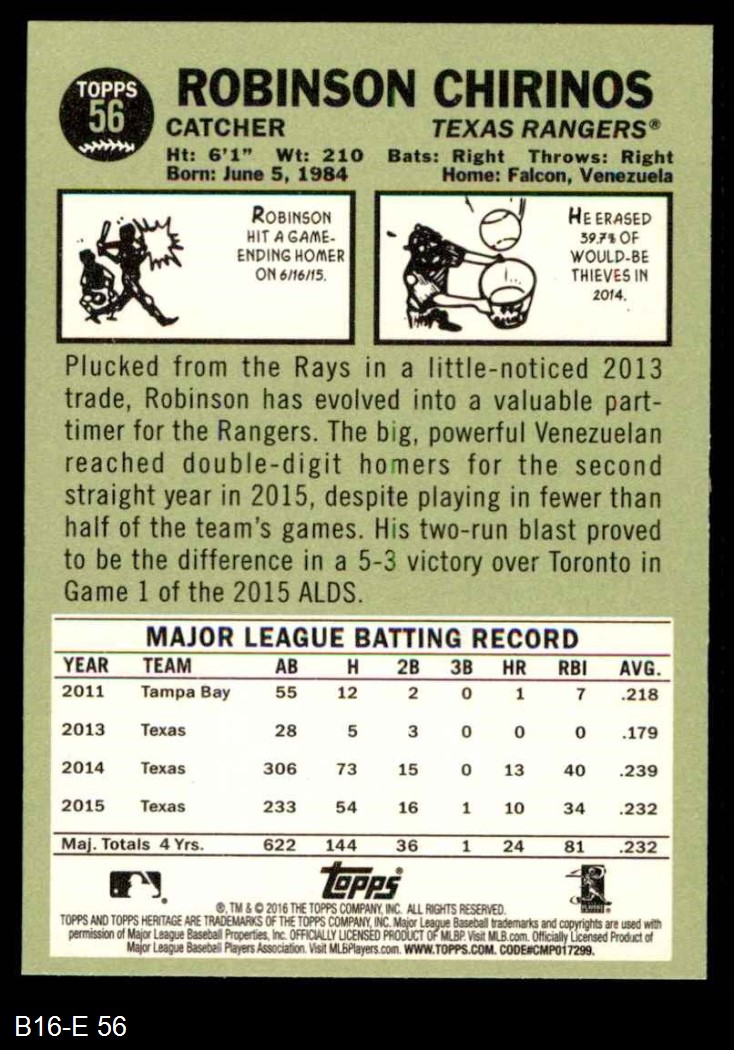 TOPPS
56
ROBINSON CHIRINOS
CATCHER TEXAS RANGERS®
Ht: 6'1" Wt: 210 Bats: Right Throws: Right
Born: June 5, 1984 Home: Falcon, Venezuela
ROBINSON
HIT A GAME-
ENDING HOMER
ON 6/16/15.
HE ERASED
39.7% OF
WOULD-BE
THIEVES IN
2014.
Plucked from the Rays in a little-noticed 2013
trade, Robinson has evolved into a valuable part-
timer for the Rangers. The big, powerful Venezuelan
reached double-digit homers for the second
straight year in 2015, despite playing in fewer than
half of the team's games. His two-run blast proved
to be the difference in a 5-3 victory over Toronto in
Game 1 of the 2015 ALDS.
MAJOR LEAGUE BATTING RECORD
YEAR TEAM AB H 2B 3B HR RBI AVG.
2011 Tampa Bay 55 12 2 0 1 7 .218
2013 Texas 28 5 3 0 0 0 .179
2014 Texas 306 73 15 0 13 40 .239
2015 Texas 233 54 16 1 10 34 .232
Maj. Totals 4 Yrs. 622 144 36 1 24 81 .232
Topps®
®, TM & © 2016 THE TOPPS COMPANY, INC. ALL RIGHTS RESERVED.
TOPPS AND TOPPS HERITAGE ARE TRADEMARKS OF THE TOPPS COMPANY, INC. Major League Baseball trademarks and copyrights are used with
permission of Major League Baseball Properties, Inc. OFFICIALLY LICENSED PRODUCT OF MLBP. Visit MLB.com. Officially Licensed Product of
Major League Baseball Players Association. Visit MLBPlayers.com. WWW.TOPPS.COM. CODE#CMP017299.
B16-E 56